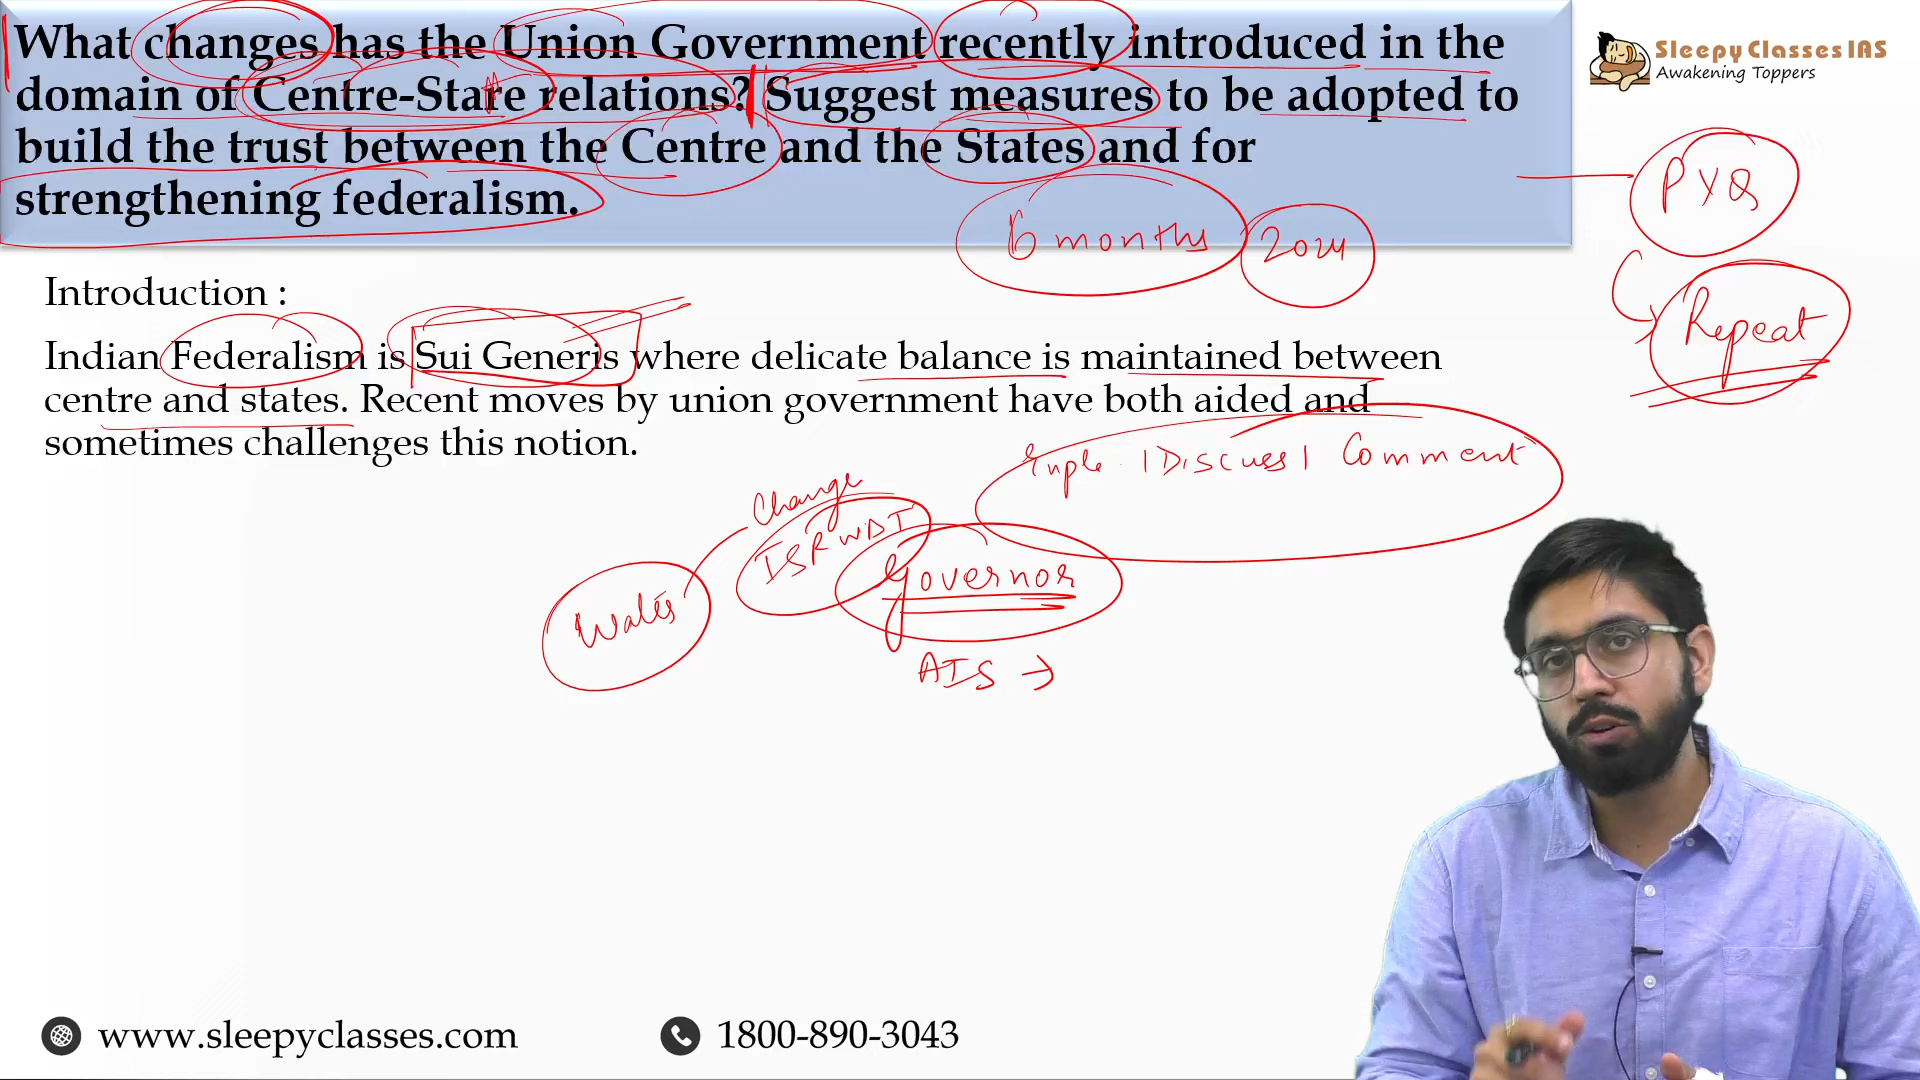 What changes has the Union Government recently introduced in the
domain of Centre-State relations? Suggest measures to be adopted to
build the trust between the Centre and the States and for
strengthening federalism.
Sleepy Classes IAS
Awakening Toppers
PYQ
6 months
2024
Repeat
Introduction :
Indian Federalism is Sui Generis where delicate balance is maintained between
centre and states. Recent moves by union government have both aided and
sometimes challenges this notion.
| Discuss | Comment
Change
ISRWDT
Governor
Water
AIS →
www.sleepyclasses.com
1800-890-3043